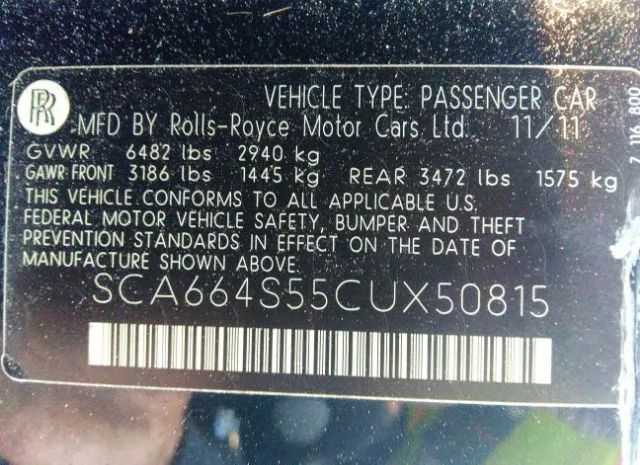 VEHICLE TYPE: PASSENGER CAR
RR MFD BY Rolls-Royce Motor Cars Ltd. 11/11
GVWR 6482 lbs 2940 kg
GAWR FRONT 3186 lbs 1445 kg REAR 3472 lbs 1575 kg
THIS VEHICLE CONFORMS TO ALL APPLICABLE U.S.
FEDERAL MOTOR VEHICLE SAFETY, BUMPER AND THEFT
PREVENTION STANDARDS IN EFFECT ON THE DATE OF
MANUFACTURE SHOWN ABOVE.
SCA664S55CUX50815